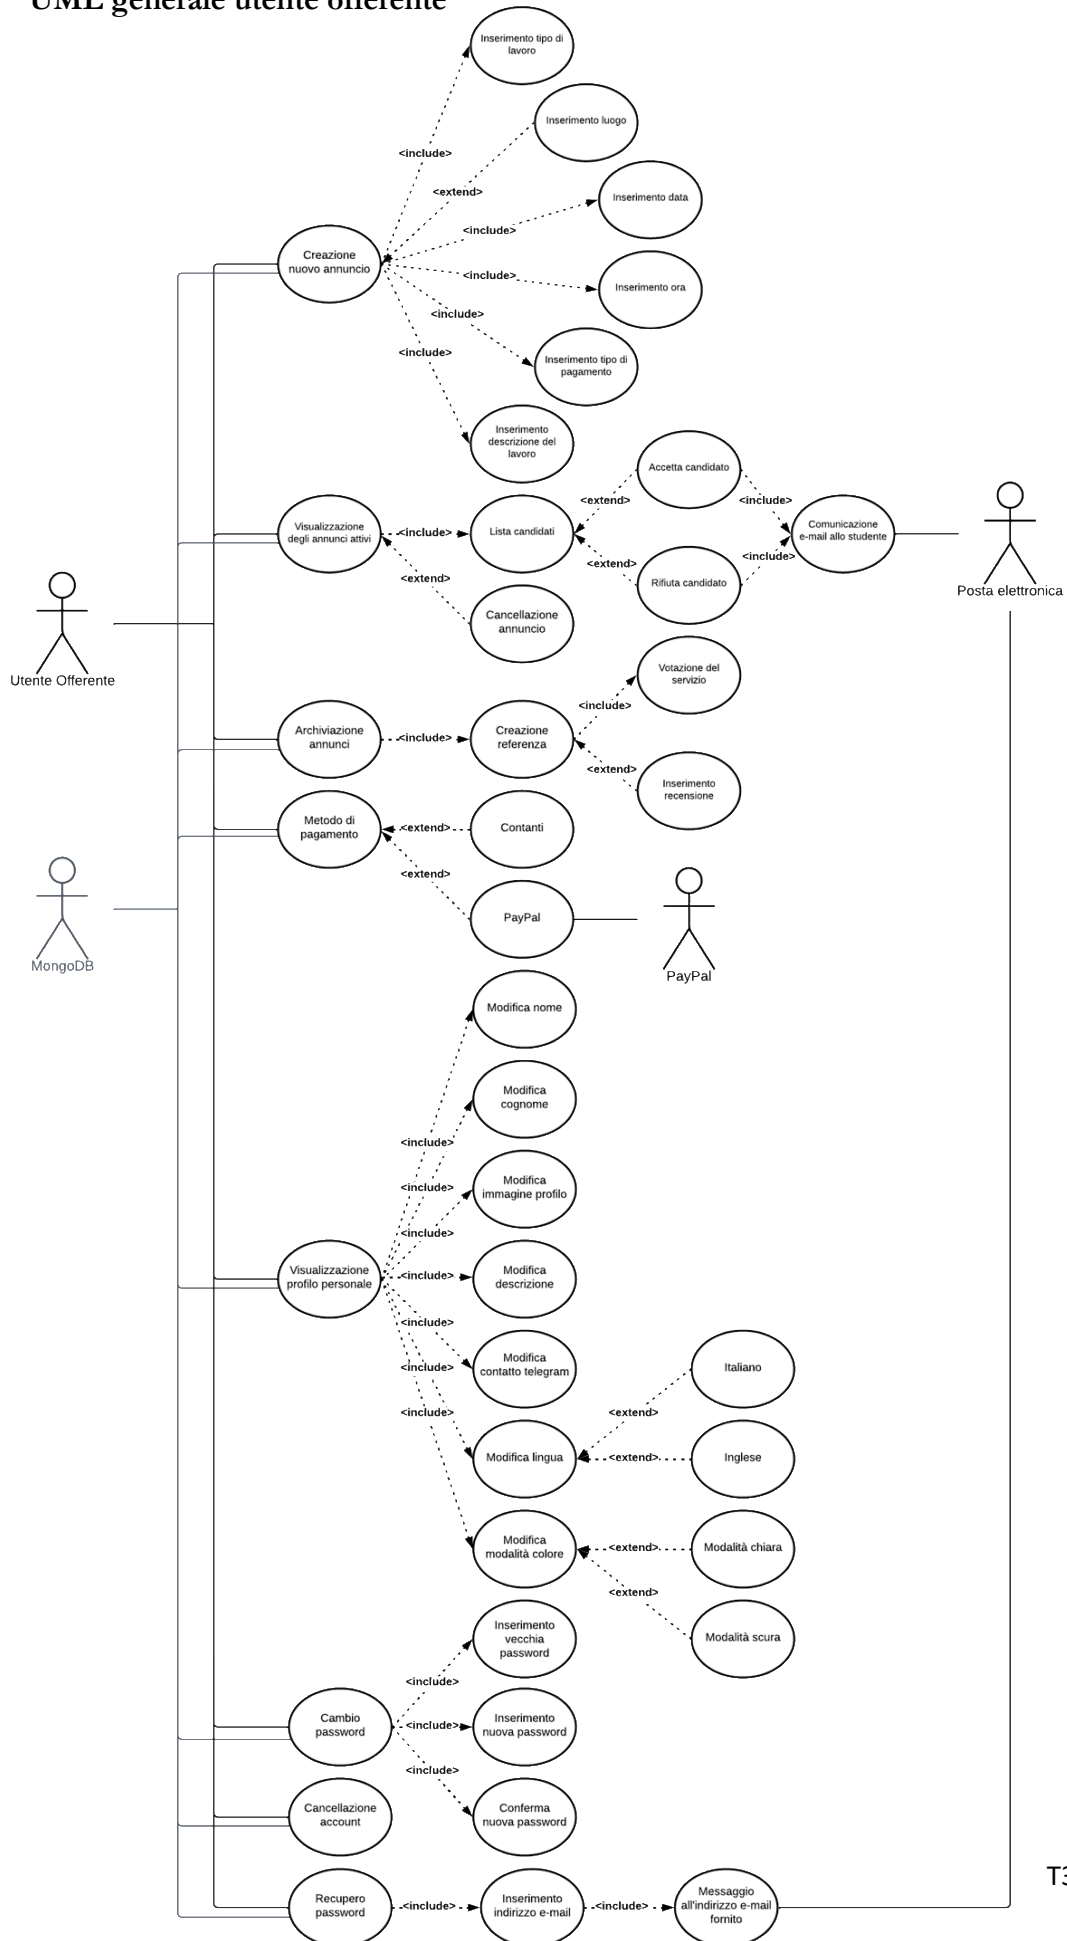 UML generale utente offerente
Inserimento tipo di
lavoro
Inserimento luogo
<include>
<extend>
Inserimento data
<include>
Creazione
nuovo annuncio
<include>
Inserimento ora
<include>
<include>
Inserimento tipo di
pagamento
Inserimento
descrizione del
lavoro
Accetta candidato
<extend>
<include>
Visualizzazione
degli annunci attivi
<include>
Lista candidati
Comunicazione
e-mail allo studente
<extend>
<extend>
<include>
Rifiuta candidato
Posta elettronica
Cancellazione
annuncio
Utente Offerente
Votazione del
servizio
<include>
Archiviazione
annunci
<include>
Creazione
referenza
<extend>
Inserimento
recensione
Metodo di
pagamento
<extend>
Contanti
<extend>
PayPal
MongoDB
PayPal
Modifica nome
Modifica
cognome
<include>
<include>
Modifica
immagine profilo
<include>
Visualizzazione
profilo personale
<include>
Modifica
descrizione
<include>
<include>
Modifica
contatto telegram
Italiano
<include>
<extend>
Modifica lingua
<extend>
Inglese
Modifica
modalità colore
<extend>
Modalità chiara
<extend>
Modalità scura
Inserimento
vecchia
password
<include>
Cambio
password
<include>
Inserimento
nuova password
<include>
Cancellazione
account
Conferma
nuova password
T3
Recupero
password
<include>
Inserimento
indirizzo e-mail
<include>
Messaggio
all'indirizzo e-mail
fornito